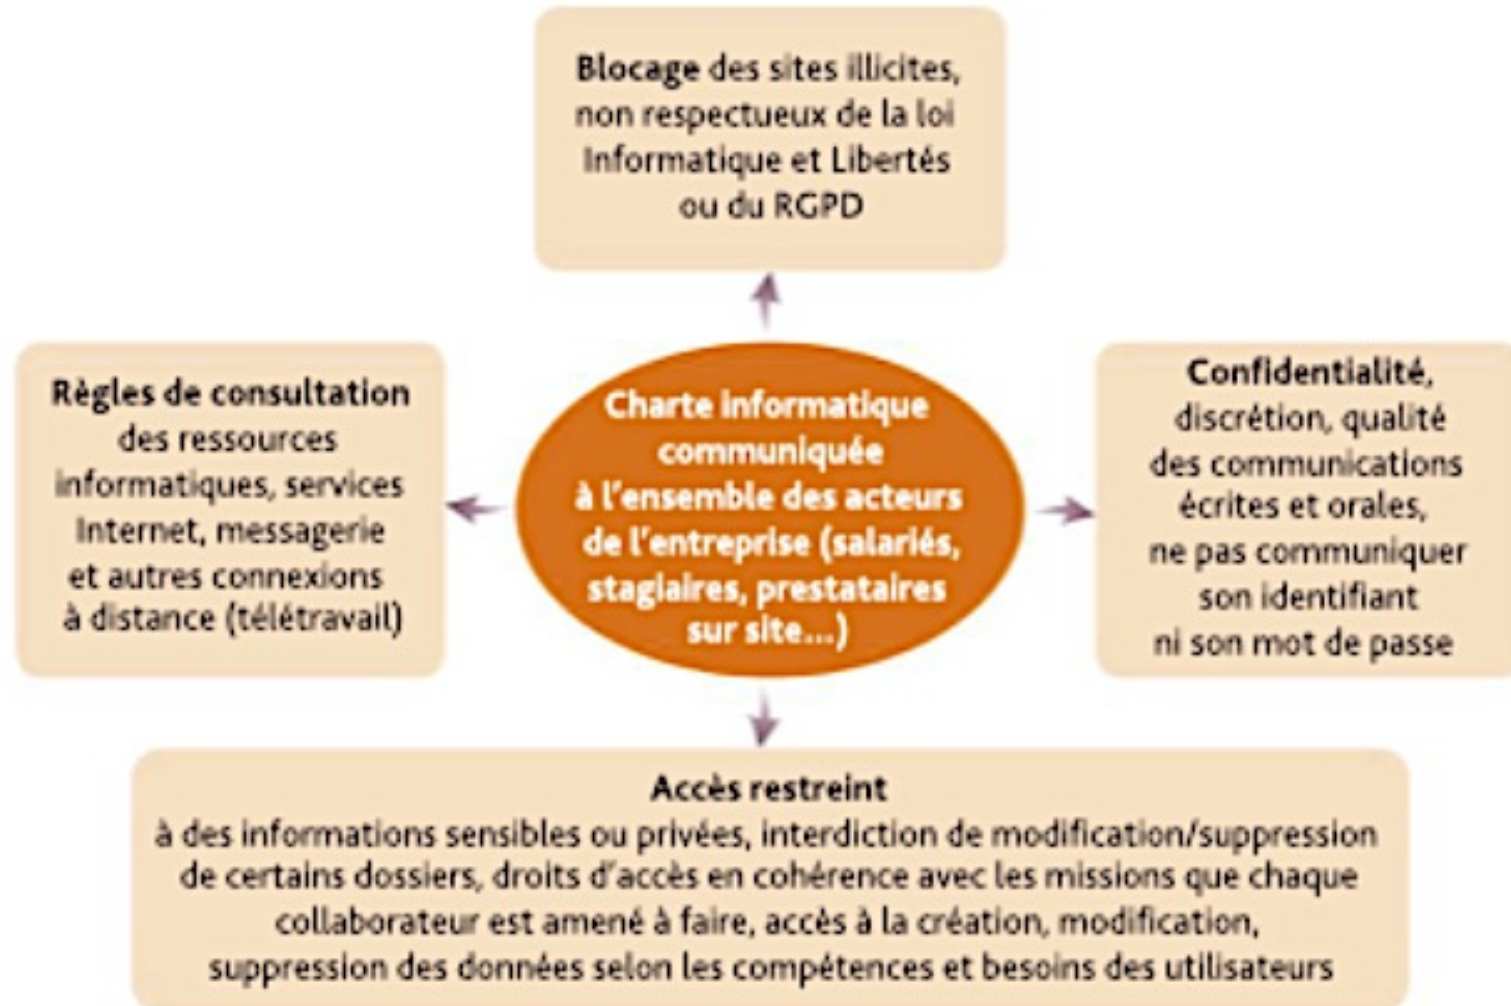 Blocage des sites illicites,
non respectueux de la loi
Informatique et Libertés
ou du RGPD
Règles de consultation
des ressources
informatiques, services
Internet, messagerie
et autres connexions
à distance (télétravail)
Charte informatique
communiquée
à l'ensemble des acteurs
de l'entreprise (salariés,
stagiaires, prestataires
sur site...)
Confidentialité,
discrétion, qualité
des communications
écrites et orales,
ne pas communiquer
son identifiant
ni son mot de passe
Accès restreint
à des informations sensibles ou privées, interdiction de modification/suppression
de certains dossiers, droits d'accès en cohérence avec les missions que chaque
collaborateur est amené à faire, accès à la création, modification,
suppression des données selon les compétences et besoins des utilisateurs